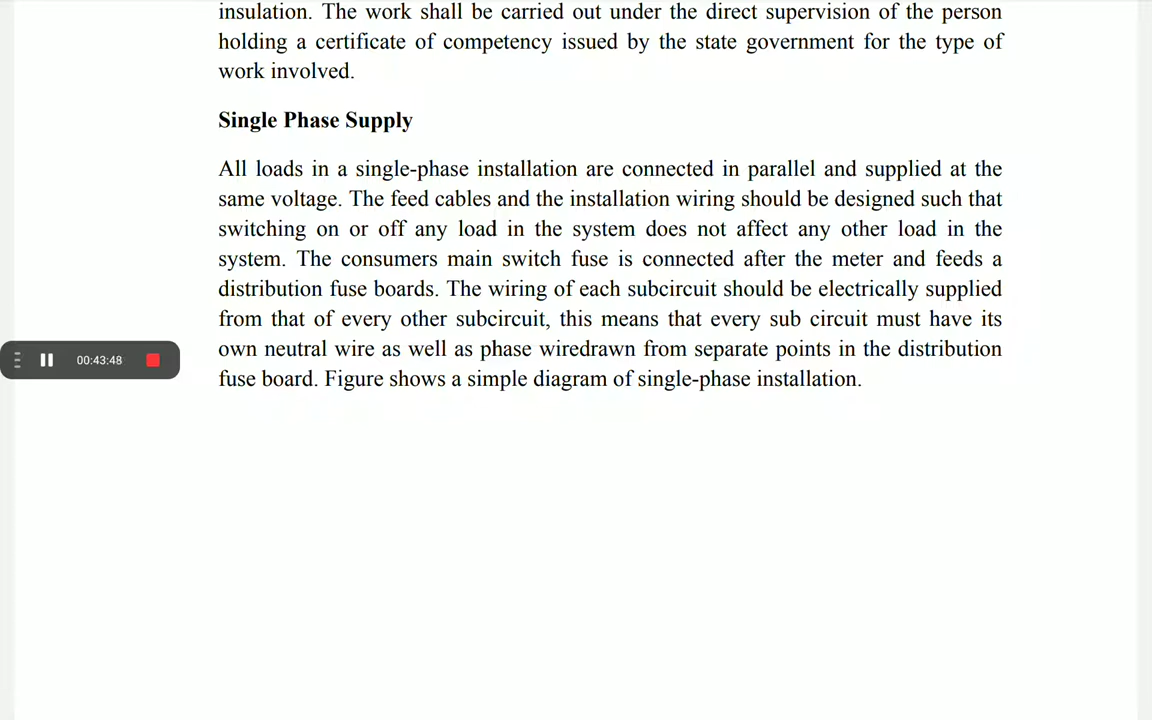 insulation. The work shall be carried out under the direct supervision of the person
holding a certificate of competency issued by the state government for the type of
work involved.
Single Phase Supply
All loads in a single-phase installation are connected in parallel and supplied at the
same voltage. The feed cables and the installation wiring should be designed such that
switching on or off any load in the system does not affect any other load in the
system. The consumers main switch fuse is connected after the meter and feeds a
distribution fuse boards. The wiring of each subcircuit should be electrically supplied
from that of every other subcircuit, this means that every sub circuit must have its
own neutral wire as well as phase wiredrawn from separate points in the distribution
fuse board. Figure shows a simple diagram of single-phase installation.
00:43:48